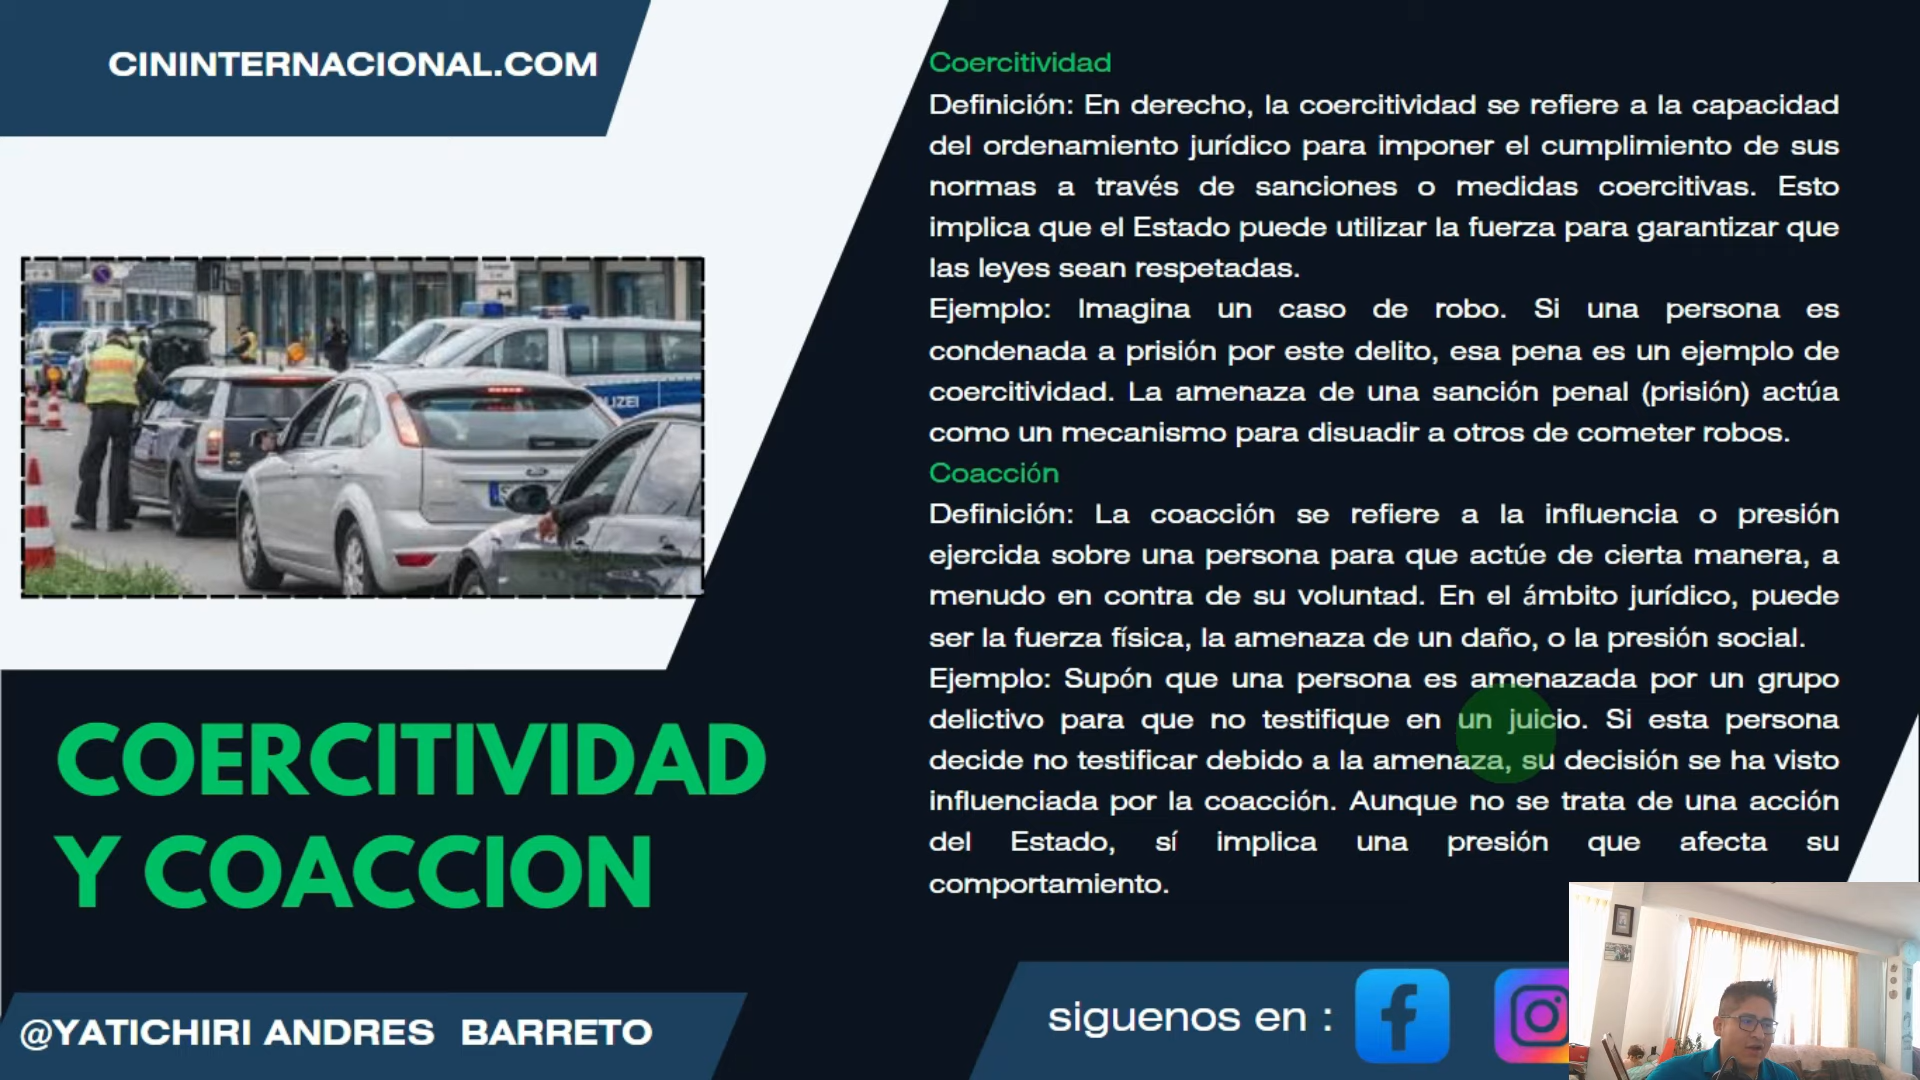 CININTERNACIONAL.COM
LIZEI
COERCITIVIDAD
Y COACCION
@YATICHIRI ANDRES BARRETO
Coercitividad
Definición: En derecho, la coercitividad se refiere a la capacidad
del ordenamiento jurídico para imponer el cumplimiento de sus
normas a través de sanciones o medidas coercitivas. Esto
implica que el Estado puede utilizar la fuerza para garantizar que
las leyes sean respetadas.
Ejemplo: Imagina un caso de robo. Si una persona es
condenada a prisión por este delito, esa pena es un ejemplo de
coercitividad. La amenaza de una sanción penal (prisión) actúa
como un mecanismo para disuadir a otros de cometer robos.
Coacción
Definición: La coacción se refiere a la influencia o presión
ejercida sobre una persona para que actúe de cierta manera, a
menudo en contra de su voluntad. En el ámbito jurídico, puede
ser la fuerza física, la amenaza de un daño, o la presión social.
Ejemplo: Supón que una persona es amenazada por un grupo
delictivo para que no testifique en un juicio. Si esta persona
decide no testificar debido a la amenaza, su decisión se ha visto
influenciada por la coacción. Aunque no se trata de una acción
del Estado, sí implica una presión que afecta su
comportamiento.
siguenos en :